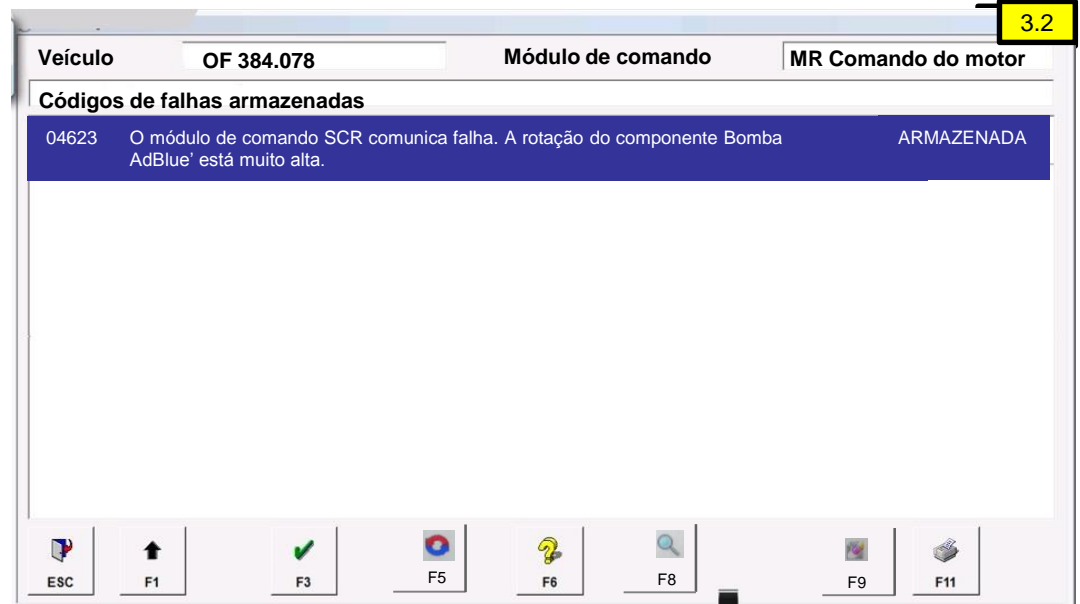 3.2
Veículo OF 384.078 Módulo de comando MR Comando do motor
Códigos de falhas armazenadas
04623 O módulo de comando SCR comunica falha. A rotação do componente Bomba ARMAZENADA
AdBlue’ está muito alta.
ESC F1 F3 F5 F6 F8 F9 F11